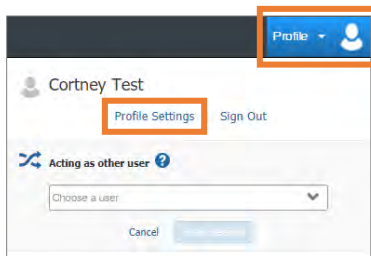 Profile
Cortney Test
Profile Settings Sign Out
Acting as other user ?
Choose a user
Cancel